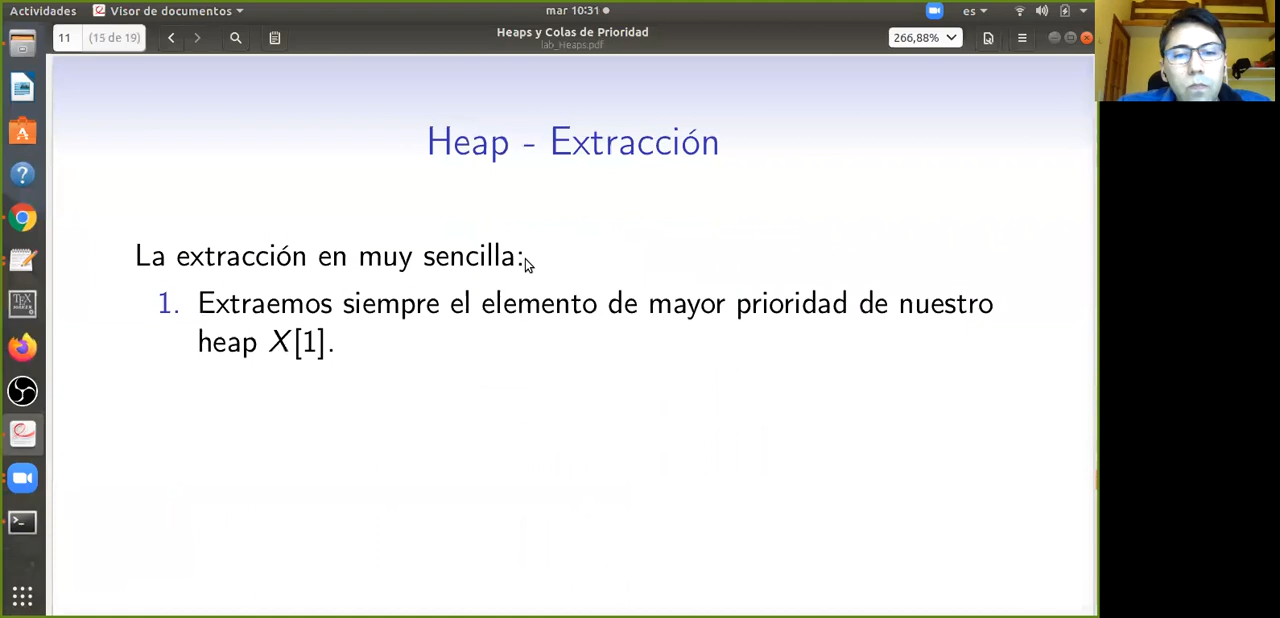 Actividades Visor de documentos mar 10:31 es
11 (15 de 19) Heaps y Colas de Prioridad 266,88%
lab_Heaps.pdf
Heap - Extracción
La extracción en muy sencilla:
1. Extraemos siempre el elemento de mayor prioridad de nuestro
heap X[1].